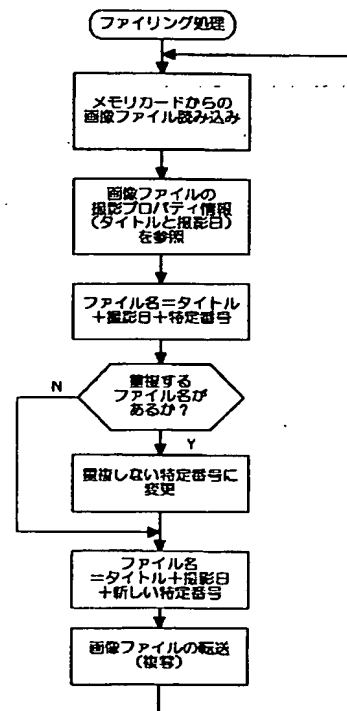 ファイリング処理
メモリカードからの
画像ファイル読み込み
画像ファイルの
撮影プロパティ情報
(タイトルと撮影日)
を参照
ファイル名=タイトル
+撮影日+特定番号
重複する
ファイル名が
あるか?
N
Y
重複しない特定番号に
変更
ファイル名
=タイトル+撮影日
+新しい特定番号
画像ファイルの転送
(複写)